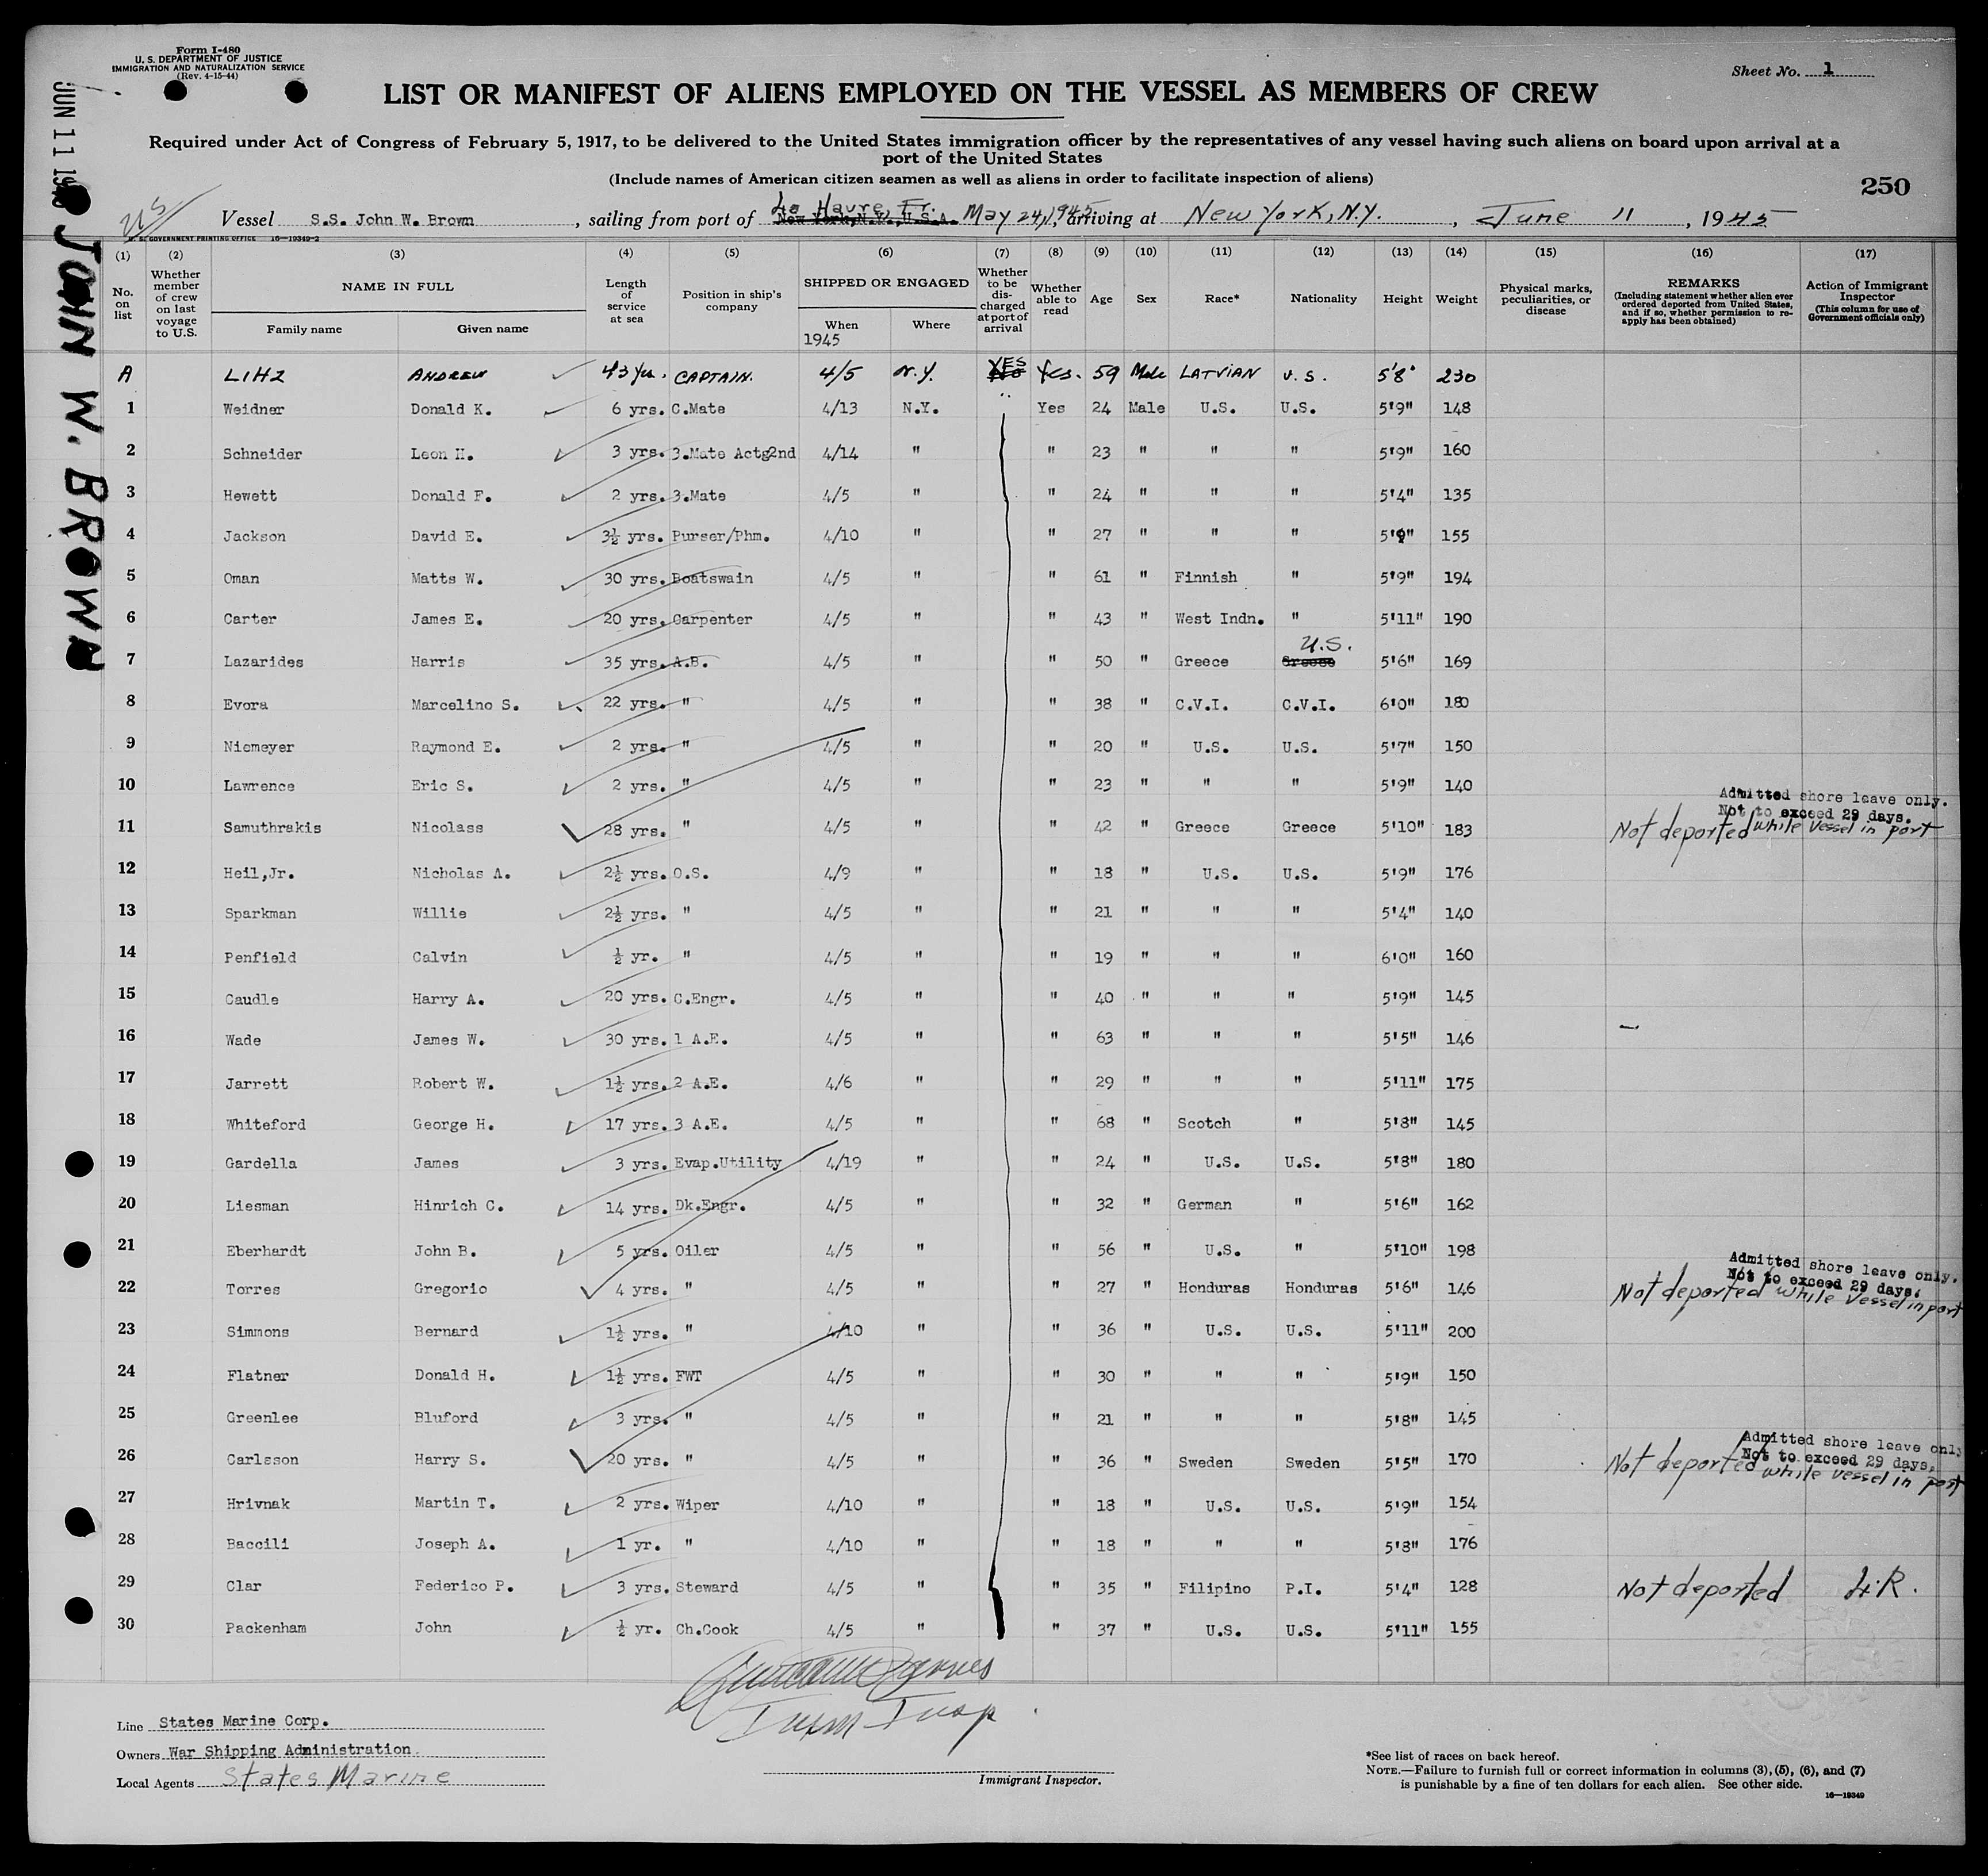 Form I-480
U. S. DEPARTMENT OF JUSTICE
IMMIGRATION AND NATURALIZATION SERVICE
(Rev. 4-15-44)
Sheet No. 1
LIST OR MANIFEST OF ALIENS EMPLOYED ON THE VESSEL AS MEMBERS OF CREW
Required under Act of Congress of February 5, 1917, to be delivered to the United States immigration officer by the representatives of any vessel having such aliens on board upon arrival at a
port of the United States
(Include names of American citizen seamen as well as aliens in order to facilitate inspection of aliens)
250
JUN 11
JOHN W. BROWN
US
Vessel S.S. John W. Brown, sailing from port of Le Havre, Fr. New York, N.Y., U.S.A. May 24, 1945, arriving at New York, N.Y., June 11, 1945
U. S. GOVERNMENT PRINTING OFFICE 16—19349-2
(1) (2) (3) (4) (5) (6) (7) (8) (9) (10) (11) (12) (13) (14) (15) (16) (17)
No. on list
Whether member of crew on last voyage to U.S.
NAME IN FULL
Family name
Given name
Length of service at sea
Position in ship's company
SHIPPED OR ENGAGED
When
1945
Where
Whether to be discharged at port of arrival
Whether able to read
Age
Sex
Race*
Nationality
Height
Weight
Physical marks, peculiarities, or disease
REMARKS
(Including statement whether alien ever ordered deported from United States, and if so, whether permission to reapply has been obtained)
Action of Immigrant Inspector
(This column for use of Government officials only)
A LIHZ ANDREW 43 yrs. CAPTAIN. 4/5 N.Y. YES No Yes. 59 Male LATVIAN U.S. 5'8" 230
1 Weidner Donald K. 6 yrs. C.Mate 4/13 N.Y. Yes 24 Male U.S. U.S. 5'9" 148
2 Schneider Leon H. 3 yrs. 3.Mate Actg2nd 4/14 " " 23 " " " 5'9" 160
3 Hewett Donald F. 2 yrs. 3.Mate 4/5 " " 24 " " " 5'4" 135
4 Jackson David E. 3½ yrs. Purser/Phm. 4/10 " " 27 " " " 5'9" 155
5 Oman Matts W. 30 yrs. Boatswain 4/5 " " 61 " Finnish " 5'9" 194
6 Carter James E. 20 yrs. Carpenter 4/5 " " 43 " West Indn. " 5'11" 190
7 Lazarides Harris 35 yrs. A.B. 4/5 " " 50 " Greece Greece U.S. 5'6" 169
8 Evora Marcelino S. 22 yrs. " 4/5 " " 38 " C.V.I. C.V.I. 6'0" 180
9 Niemeyer Raymond E. 2 yrs. " 4/5 " " 20 " U.S. U.S. 5'7" 150
10 Lawrence Eric S. 2 yrs. " 4/5 " " 23 " " " 5'9" 140
11 Samuthrakis Nicolass 28 yrs. " 4/5 " " 42 " Greece Greece 5'10" 183 Not deported Admitted shore leave only. Not to exceed 29 days. while vessel in port
12 Heil,Jr. Nicholas A. 2½ yrs. O.S. 4/9 " " 18 " U.S. U.S. 5'9" 176
13 Sparkman Willie 2½ yrs. " 4/5 " " 21 " " " 5'4" 140
14 Penfield Calvin ½ yr. " 4/5 " " 19 " " " 6'0" 160
15 Caudle Harry A. 20 yrs. C.Engr. 4/5 " " 40 " " " 5'9" 145
16 Wade James W. 30 yrs. 1 A.E. 4/5 " " 63 " " " 5'5" 146
17 Jarrett Robert W. 1½ yrs. 2 A.E. 4/6 " " 29 " " " 5'11" 175
18 Whiteford George H. 17 yrs. 3 A.E. 4/5 " " 68 " Scotch " 5'8" 145
19 Gardella James 3 yrs. Evap.Utility 4/19 " " 24 " U.S. U.S. 5'8" 180
20 Liesman Hinrich C. 14 yrs. Dk.Engr. 4/5 " " 32 " German " 5'6" 162
21 Eberhardt John B. 5 yrs. Oiler 4/5 " " 56 " U.S. " 5'10" 198
22 Torres Gregorio 4 yrs. " 4/5 " " 27 " Honduras Honduras 5'6" 146 Not deported Admitted shore leave only. Not to exceed 29 days. while vessel in port
23 Simmons Bernard 1½ yrs. " 4/10 " " 36 " U.S. U.S. 5'11" 200
24 Flatner Donald H. 1½ yrs. FWT 4/5 " " 30 " " " 5'9" 150
25 Greenlee Bluford 3 yrs. " 4/5 " " 21 " " " 5'8" 145
26 Carlsson Harry S. 20 yrs. " 4/5 " " 36 " Sweden Sweden 5'5" 170 Not deported Admitted shore leave only Not to exceed 29 days. while vessel in port
27 Hrivnak Martin T. 2 yrs. Wiper 4/10 " " 18 " U.S. U.S. 5'9" 154
28 Baccili Joseph A. 1 yr. " 4/10 " " 18 " " " 5'8" 176
29 Clar Federico P. 3 yrs. Steward 4/5 " " 35 " Filipino P.I. 5'4" 128 Not deported L.R.
30 Packenham John ½ yr. Ch.Cook 4/5 " " 37 " U.S. U.S. 5'11" 155
Line States Marine Corp.
Owners War Shipping Administration
Local Agents States Marine
Imm Insp.
Immigrant Inspector.
*See list of races on back hereof.
NOTE.—Failure to furnish full or correct information in columns (3), (5), (6), and (7)
is punishable by a fine of ten dollars for each alien. See other side.
16—19349